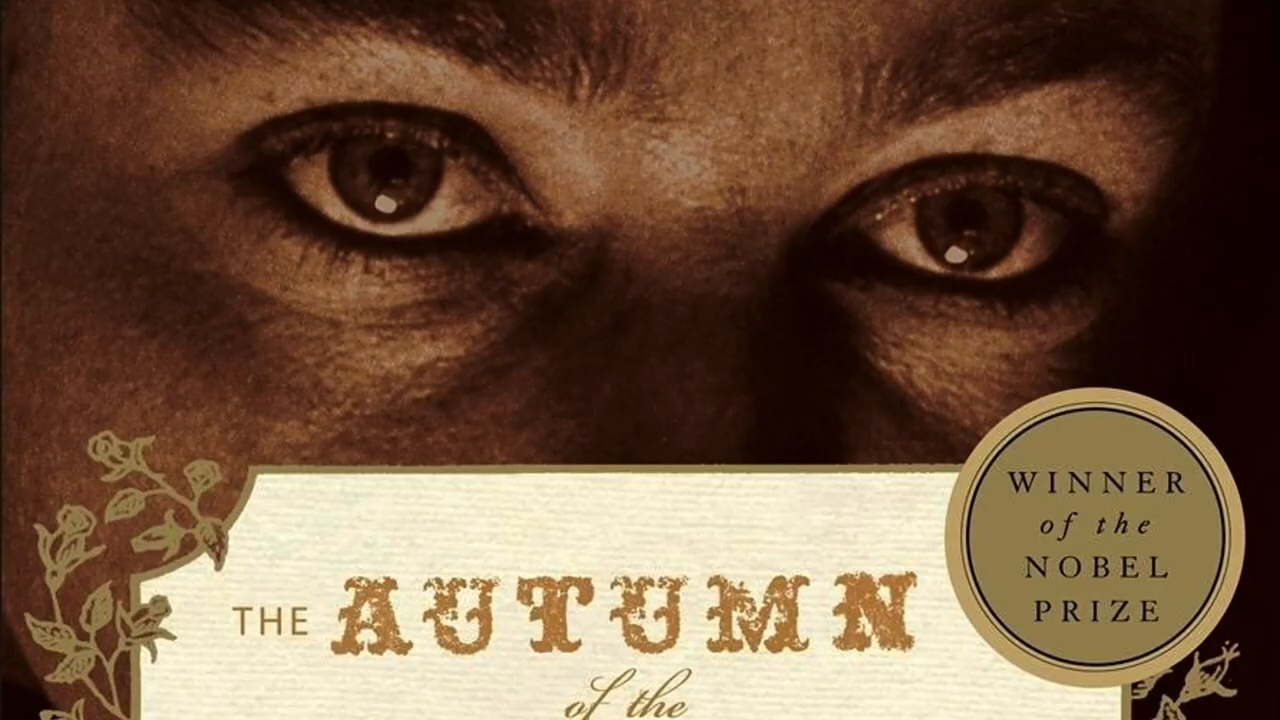 WINNER
of the
NOBEL
PRIZE
THE AUTUMN
of the